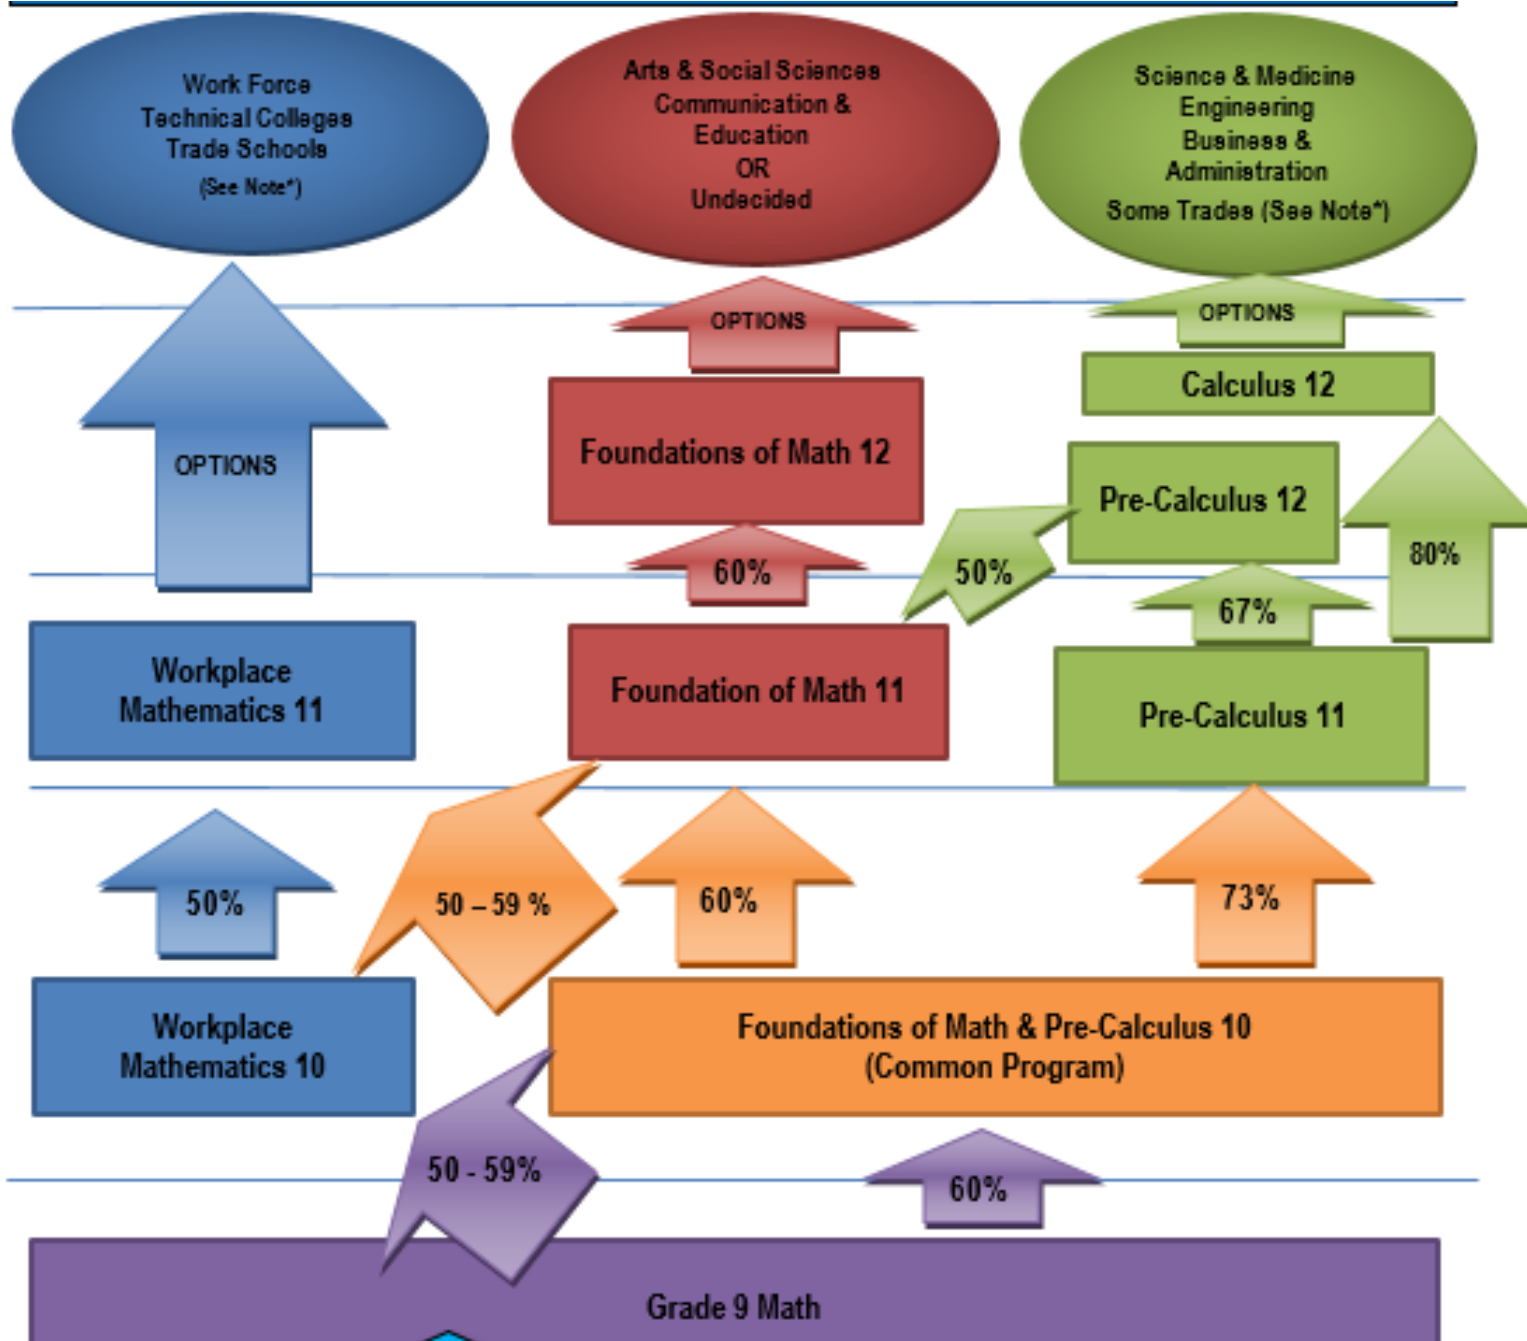 Work Force
Technical Colleges
Trade Schools
(See Note*)
Arts & Social Sciences
Communication &
Education
OR
Undecided
Science & Medicine
Engineering
Business &
Administration
Some Trades (See Note*)
OPTIONS
OPTIONS
OPTIONS
Calculus 12
Foundations of Math 12
Pre-Calculus 12
60%
50%
67%
80%
Workplace
Mathematics 11
Foundation of Math 11
Pre-Calculus 11
50%
50 – 59 %
60%
73%
Workplace
Mathematics 10
Foundations of Math & Pre-Calculus 10
(Common Program)
50 - 59%
60%
Grade 9 Math